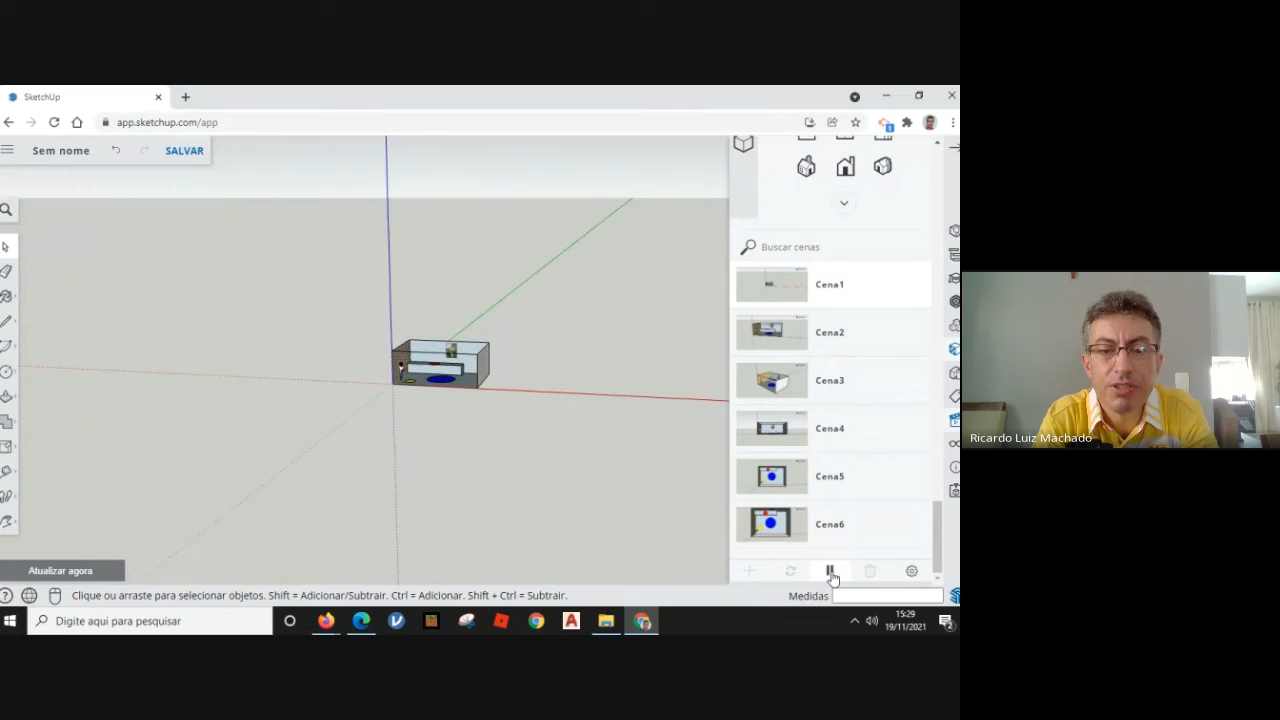 SketchUp
app.sketchup.com/app
Sem nome
SALVAR
Buscar cenas
Cena1
Cena2
Cena3
Cena4
Cena5
Cena6
Atualizar agora
Clique ou arraste para selecionar objetos. Shift = Adicionar/Subtrair. Ctrl = Adicionar. Shift + Ctrl = Subtrair.
Medidas
Digite aqui para pesquisar
15:29
19/11/2021
Ricardo Luiz Machado